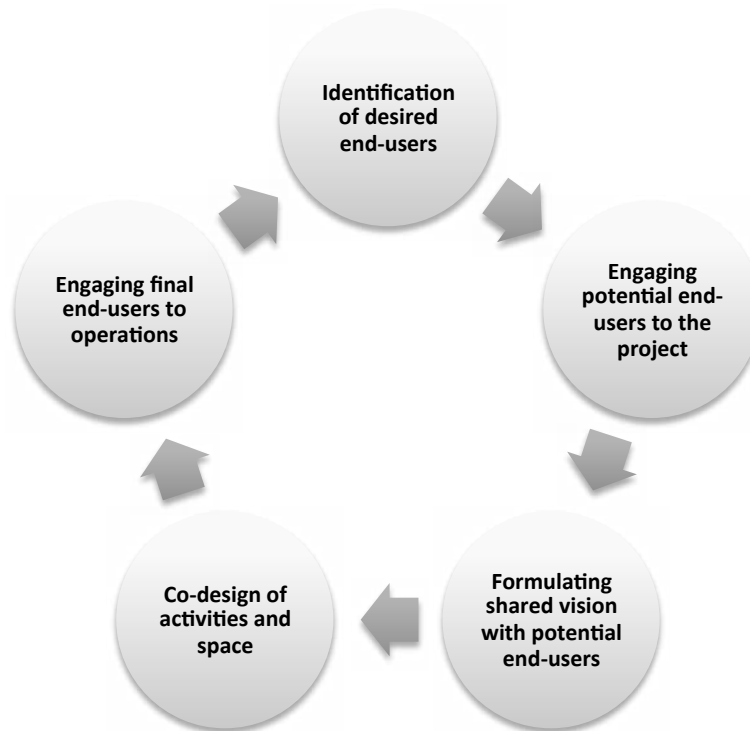 Identification
of desired
end-users
Engaging
potential end-
users to the
project
Formulating
shared vision
with potential
end-users
Co-design of
activities and
space
Engaging final
end-users to
operations